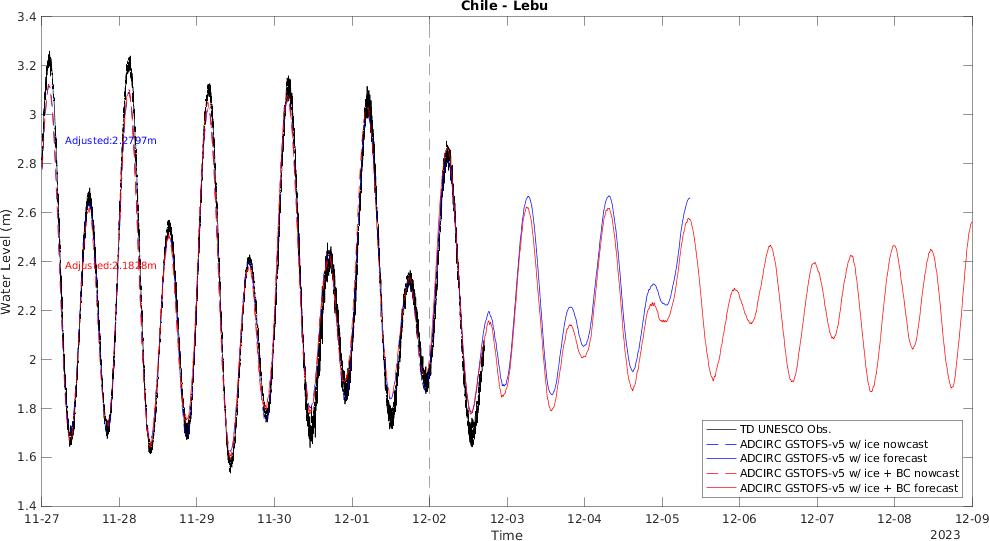 Chile - Lebu
3.4
3.2
3
2.8
2.6
2.4
2.2
2
1.8
1.6
1.4
Water Level (m)
Adjusted:2.2797m
Adjusted:2.1828m
TD UNESCO Obs.
ADCIRC GSTOFS-v5 w/ ice nowcast
ADCIRC GSTOFS-v5 w/ ice forecast
ADCIRC GSTOFS-v5 w/ ice + BC nowcast
ADCIRC GSTOFS-v5 w/ ice + BC forecast
11-27 11-28 11-29 11-30 12-01 12-02 12-03 12-04 12-05 12-06 12-07 12-08 12-09
Time
2023